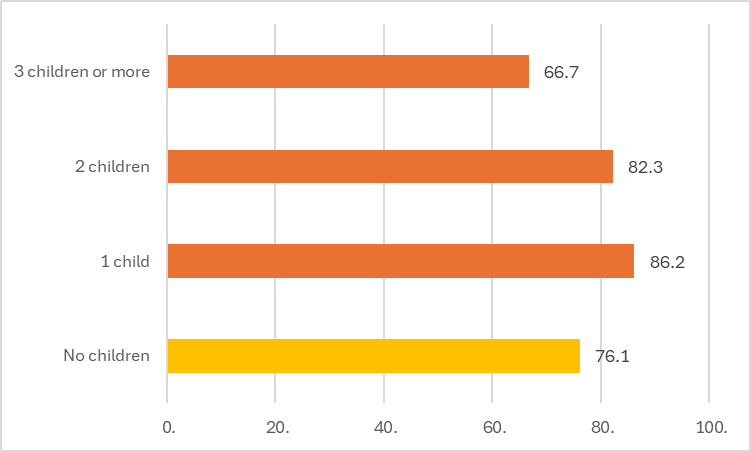 3 children or more 66.7
2 children 82.3
1 child 86.2
No children 76.1
0. 20. 40. 60. 80. 100.